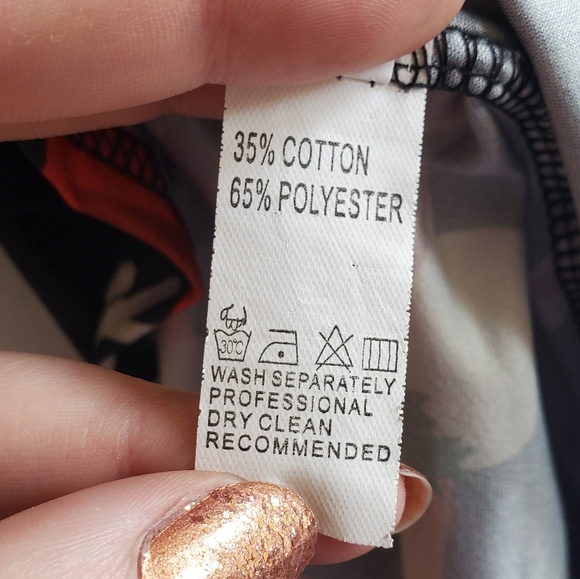 35% COTTON
65% POLYESTER
30°C
WASH SEPARATELY
PROFESSIONAL
DRY CLEAN
RECOMMENDED